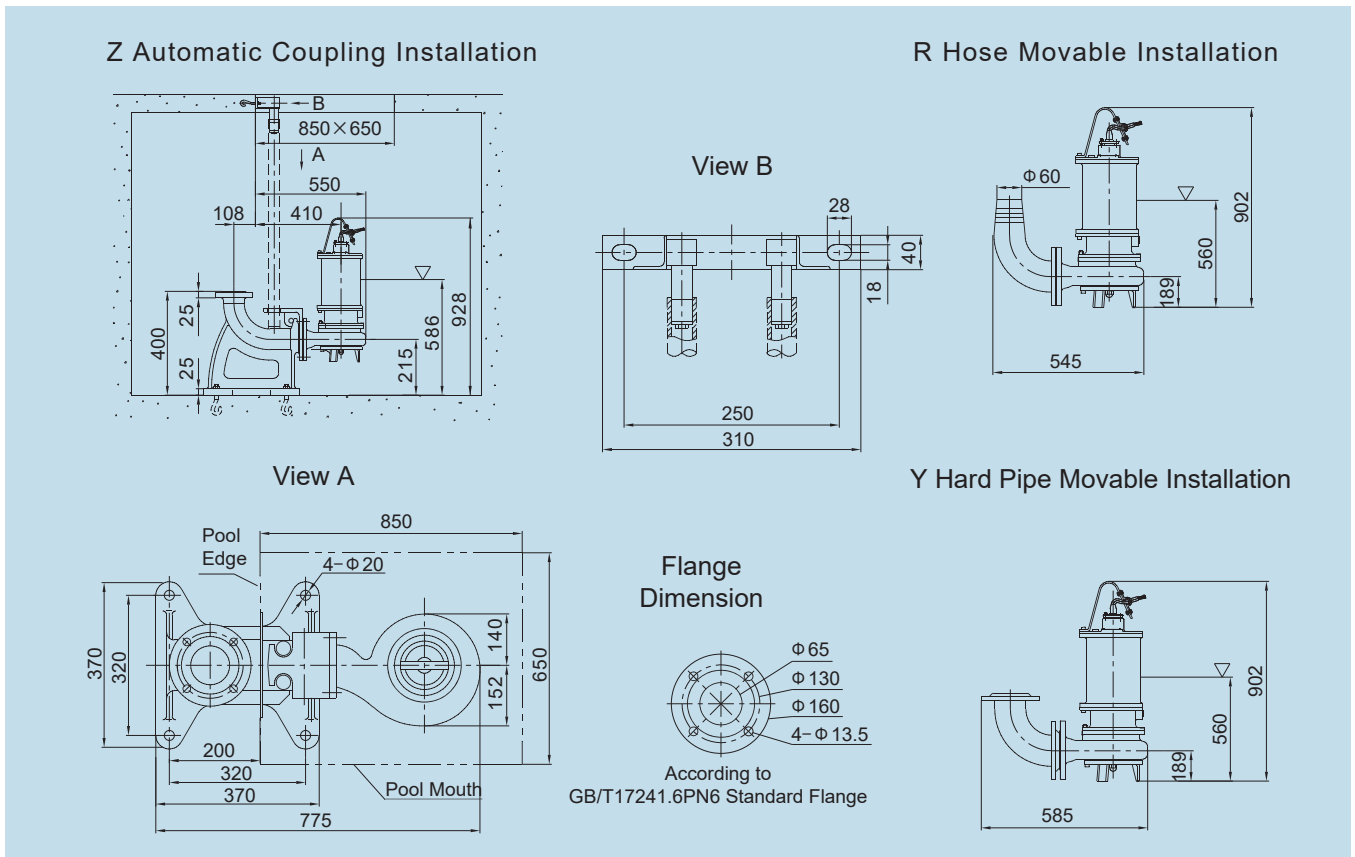 Z Automatic Coupling Installation
B
850×650
A
550
108
410
25
400
25
215
586
928
View B
28
40
18
250
310
R Hose Movable Installation
Φ60
902
560
189
545
View A
Pool
Edge
850
4-Φ20
370
320
140
152
650
200
320
370
775
Pool Mouth
Flange
Dimension
Φ65
Φ130
Φ160
4-Φ13.5
According to
GB/T17241.6PN6 Standard Flange
Y Hard Pipe Movable Installation
902
560
189
585